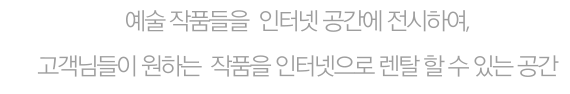 예술 작품들을 인터넷 공간에 전시하여,
고객님들이 원하는 작품을 인터넷으로 렌탈 할 수 있는 공간